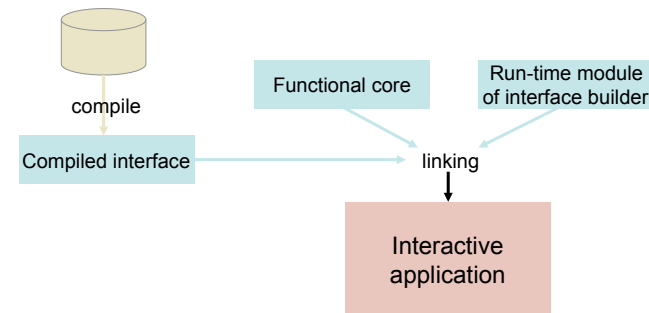 Functional core
Run-time module
of interface builder
compile
Compiled interface
linking
Interactive
application